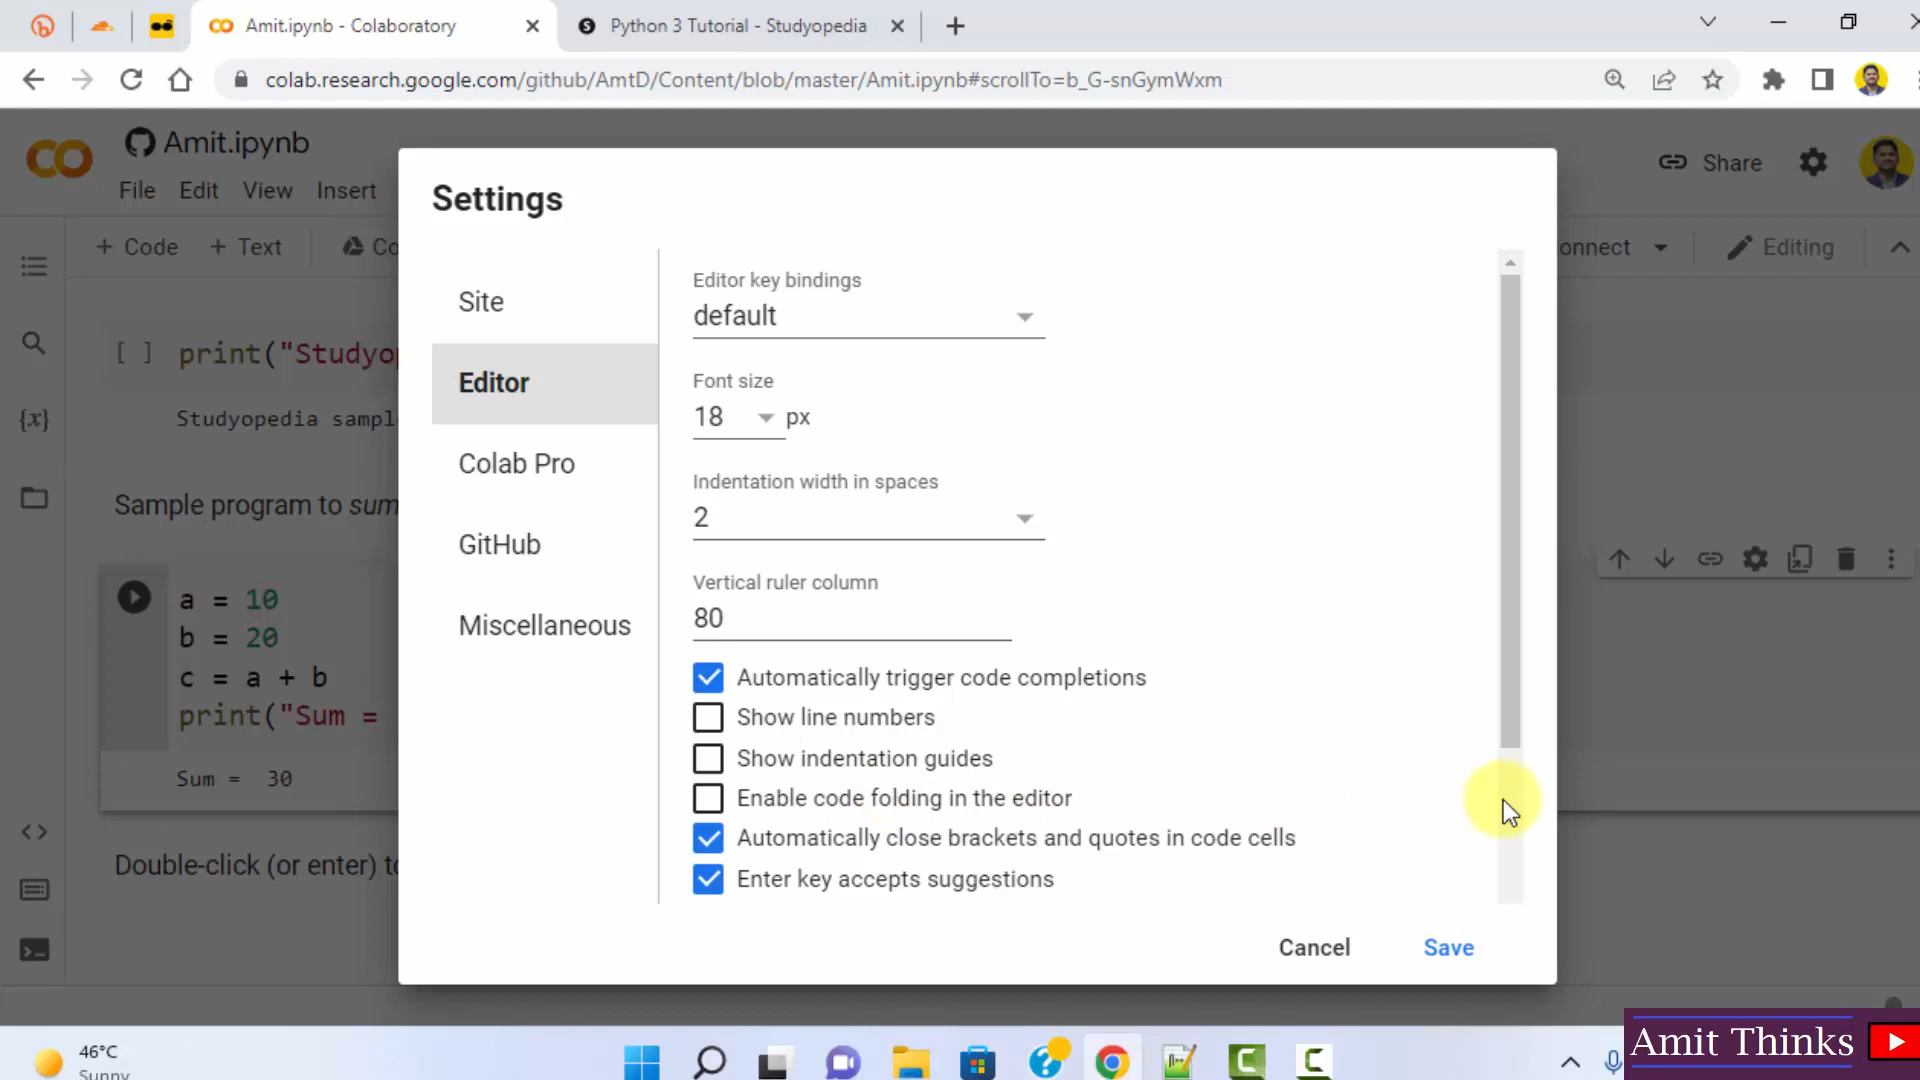 Amit.ipynb - Colaboratory
Python 3 Tutorial - Studyopedia
colab.research.google.com/github/AmtD/Content/blob/master/Amit.ipynb#scrollTo=b_G-snGymWxm
Amit.ipynb
File Edit View Insert
Share
+ Code + Text Co
onnect
Editing
Settings
Site
Editor
Colab Pro
GitHub
Miscellaneous
Editor key bindings
default
Font size
18 px
Indentation width in spaces
2
Vertical ruler column
80
Automatically trigger code completions
Show line numbers
Show indentation guides
Enable code folding in the editor
Automatically close brackets and quotes in code cells
Enter key accepts suggestions
Cancel Save
[ ] print("Studyop
Studyopedia sampl
Sample program to sum
a = 10
b = 20
c = a + b
print("Sum =
Sum = 30
Double-click (or enter) to
46°C
Sunny
Amit Thinks